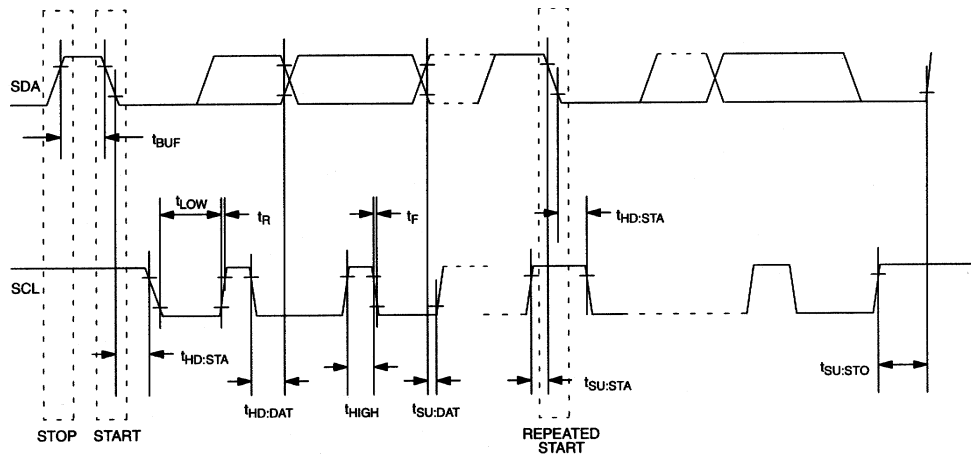 SDA
tBUF
tLOW
tR
tF
tHD:STA
SCL
tHD:STA
tHD:DAT
tHIGH
tSU:DAT
tSU:STA
tSU:STO
STOP
START
REPEATED
START